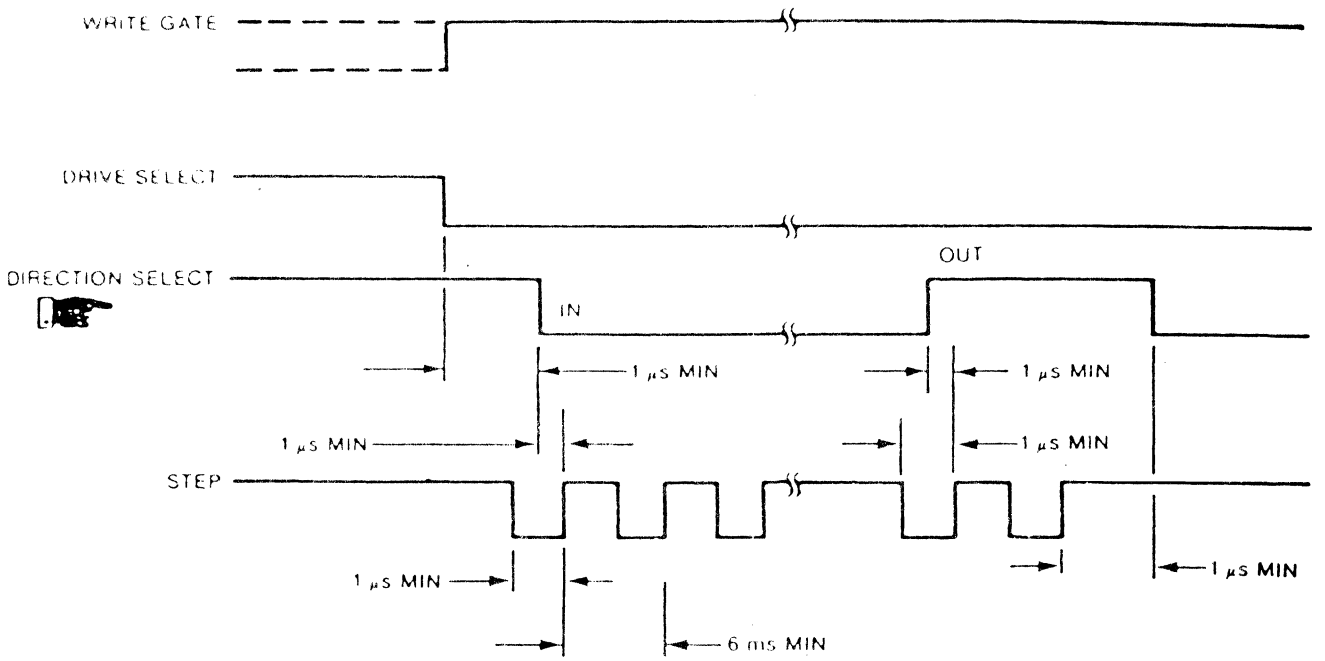 WRITE GATE
DRIVE SELECT
OUT
DIRECTION SELECT
IN
1 μs MIN
1 μs MIN
1 μs MIN
1 μs MIN
STEP
1 μs MIN
1 μs MIN
6 ms MIN